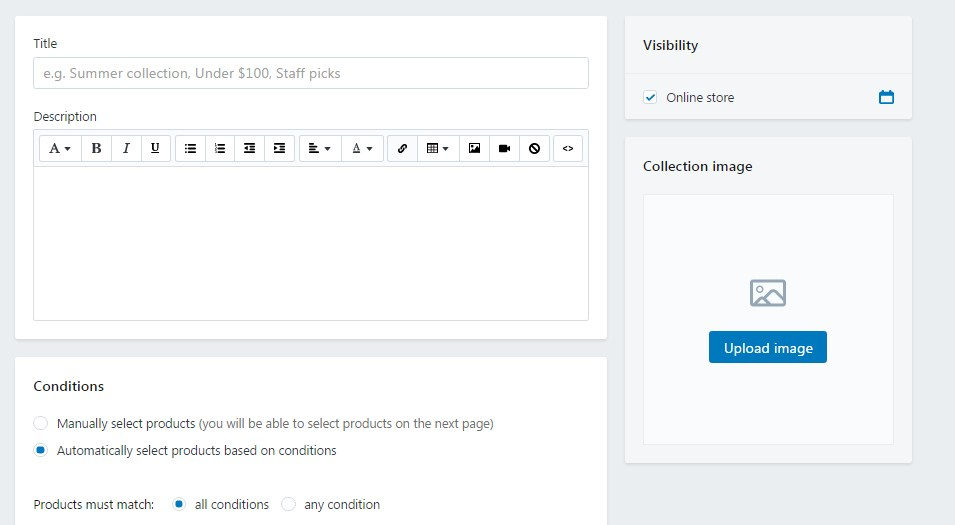 Title
e.g. Summer collection, Under $100, Staff picks
Description
A B I U A <>
Conditions
Manually select products (you will be able to select products on the next page)
Automatically select products based on conditions
Products must match: all conditions any condition
Visibility
Online store
Collection image
Upload image